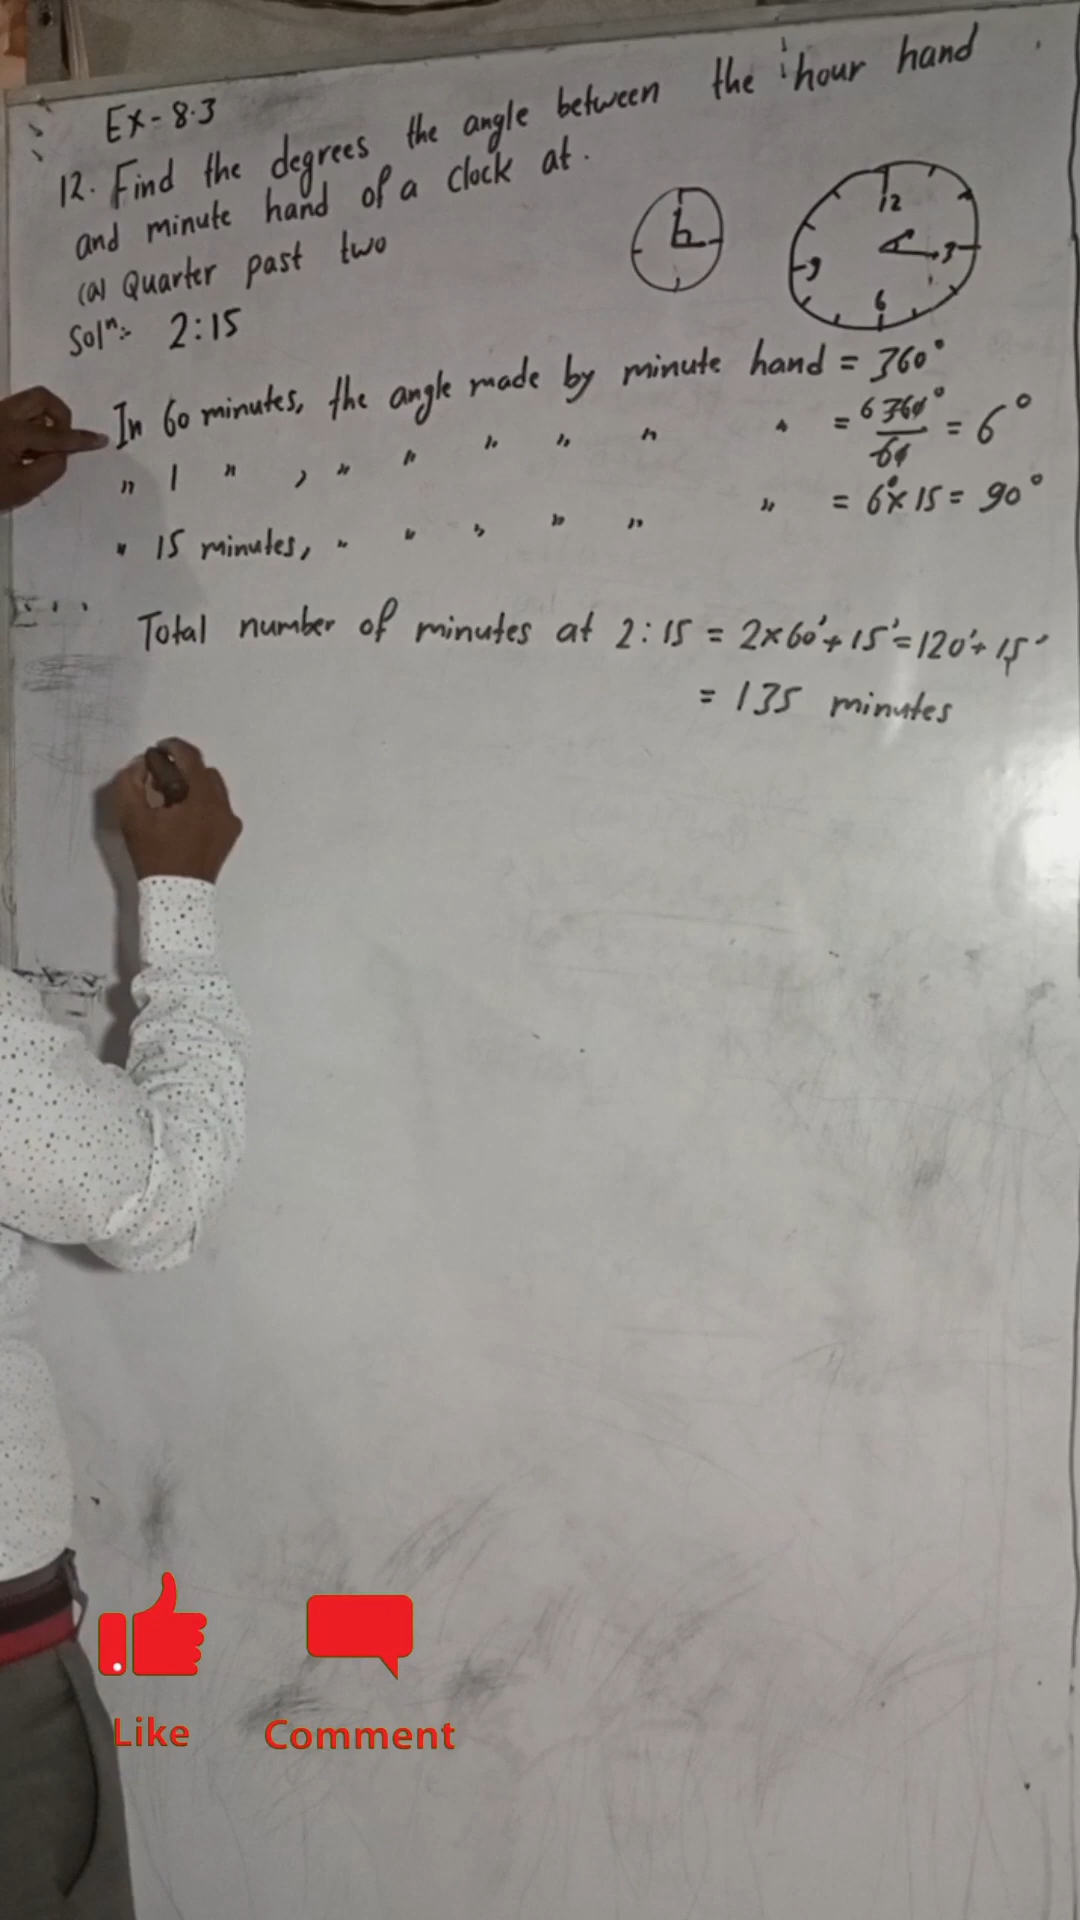 Ex-8.3
12. Find the degrees the angle between the hour hand
and minute hand of a clock at.
(a) Quarter past two
Solⁿ:- 2:15
12
3
6
9
In 60 minutes, the angle made by minute hand = 360°
" 1 " , " " " " " " = 6 360° / 60 = 6°
" 15 minutes, " " " " " " = 6°x 15 = 90°
Total number of minutes at 2:15 = 2x60'+15'=120'+15'
= 135 minutes
Like
Comment